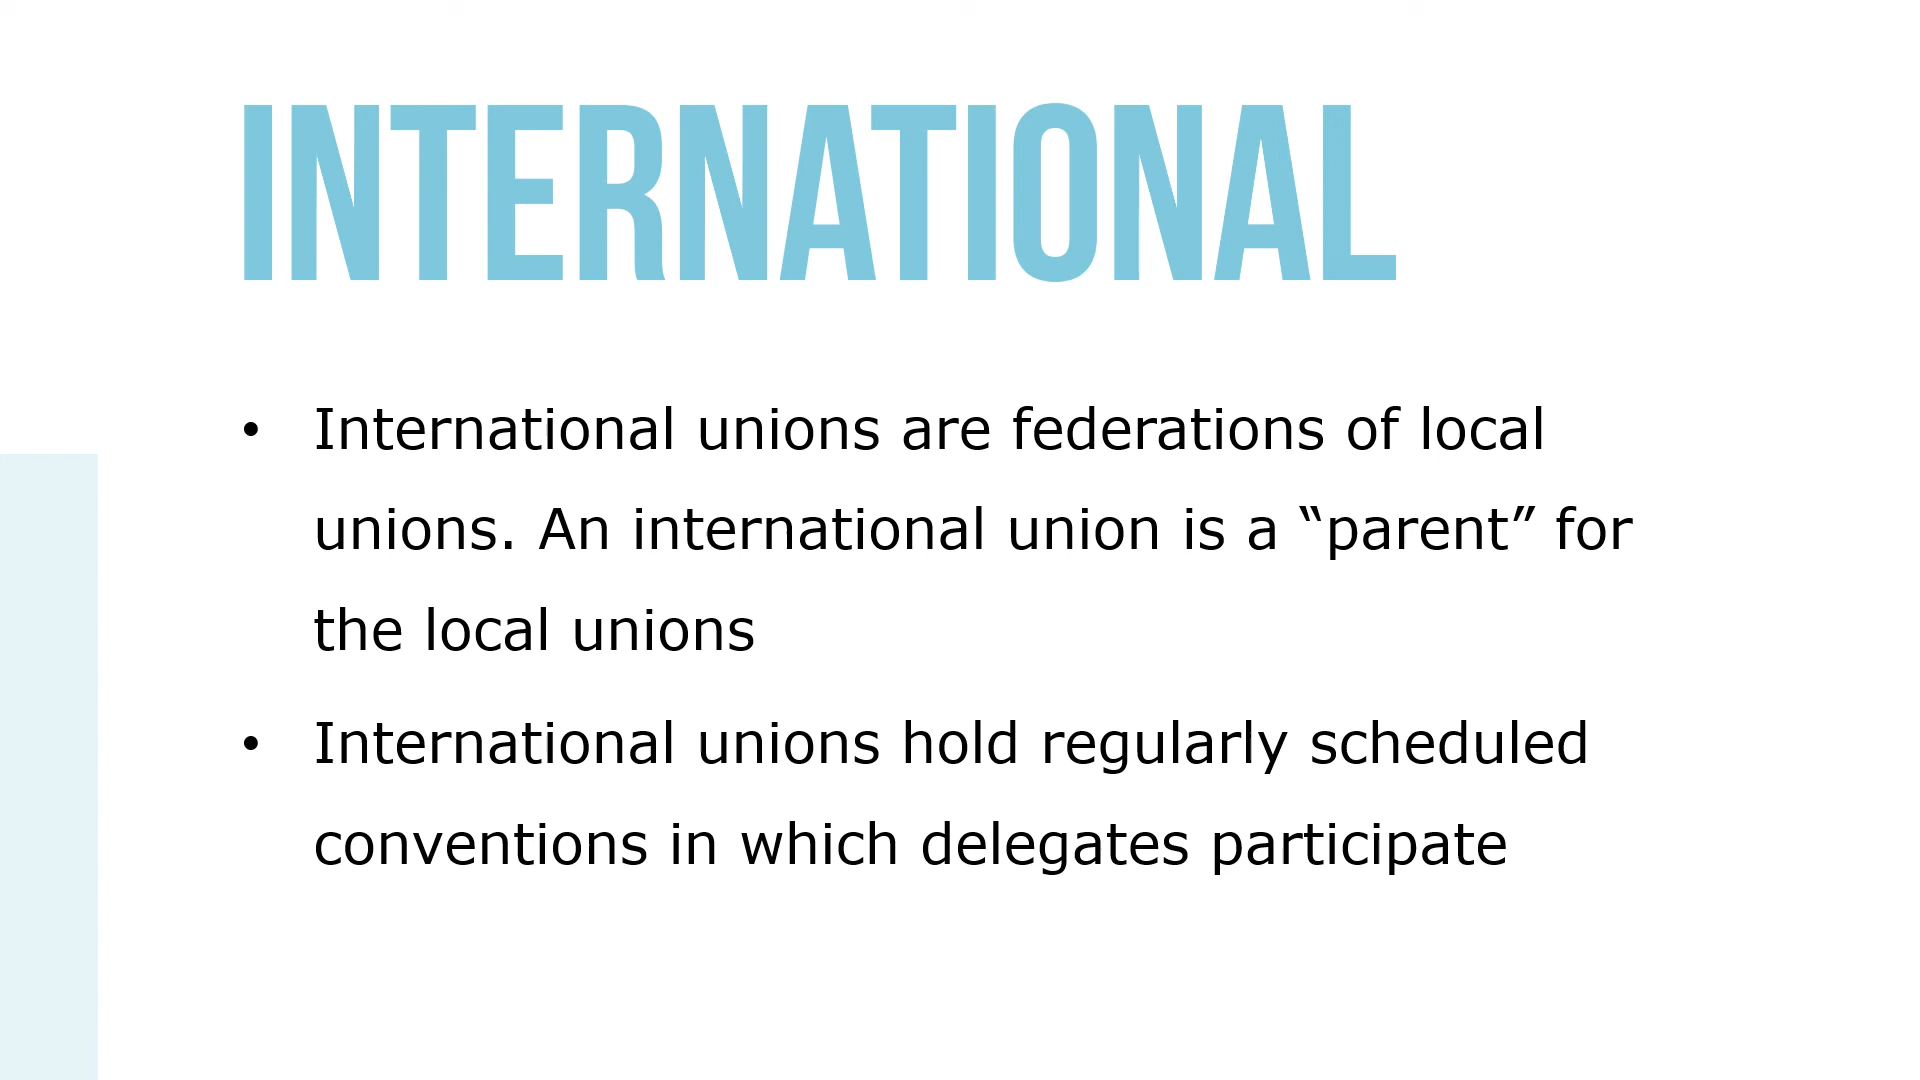 INTERNATIONAL
• International unions are federations of local
unions. An international union is a “parent” for
the local unions
• International unions hold regularly scheduled
conventions in which delegates participate